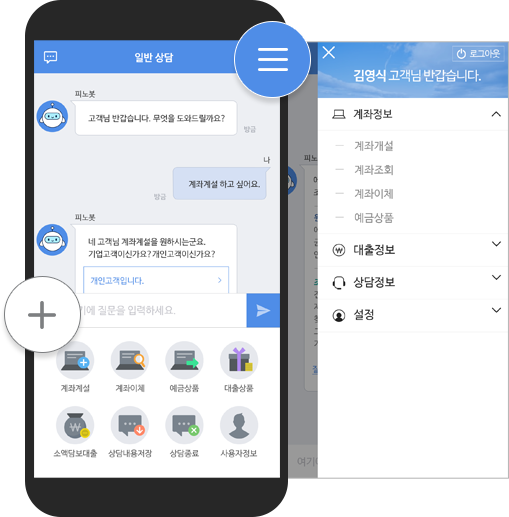 일반 상담
피노봇
고객님 반갑습니다. 무엇을 도와드릴까요?
방금
나
계좌계설 하고 싶어요.
방금
피노봇
네 고객님 계좌계설을 원하시는군요.
기업고객이신가요? 개인고객이신가요?
개인고객입니다.
기에 질문을 입력하세요.
계좌계설
계좌이체
예금상품
대출상품
소액담보대출
상담내용저장
상담종료
사용자정보
로그아웃
김영식 고객님 반갑습니다.
계좌정보
계좌개설
계좌조회
계좌이체
예금상품
대출정보
상담정보
설정
피노
여기